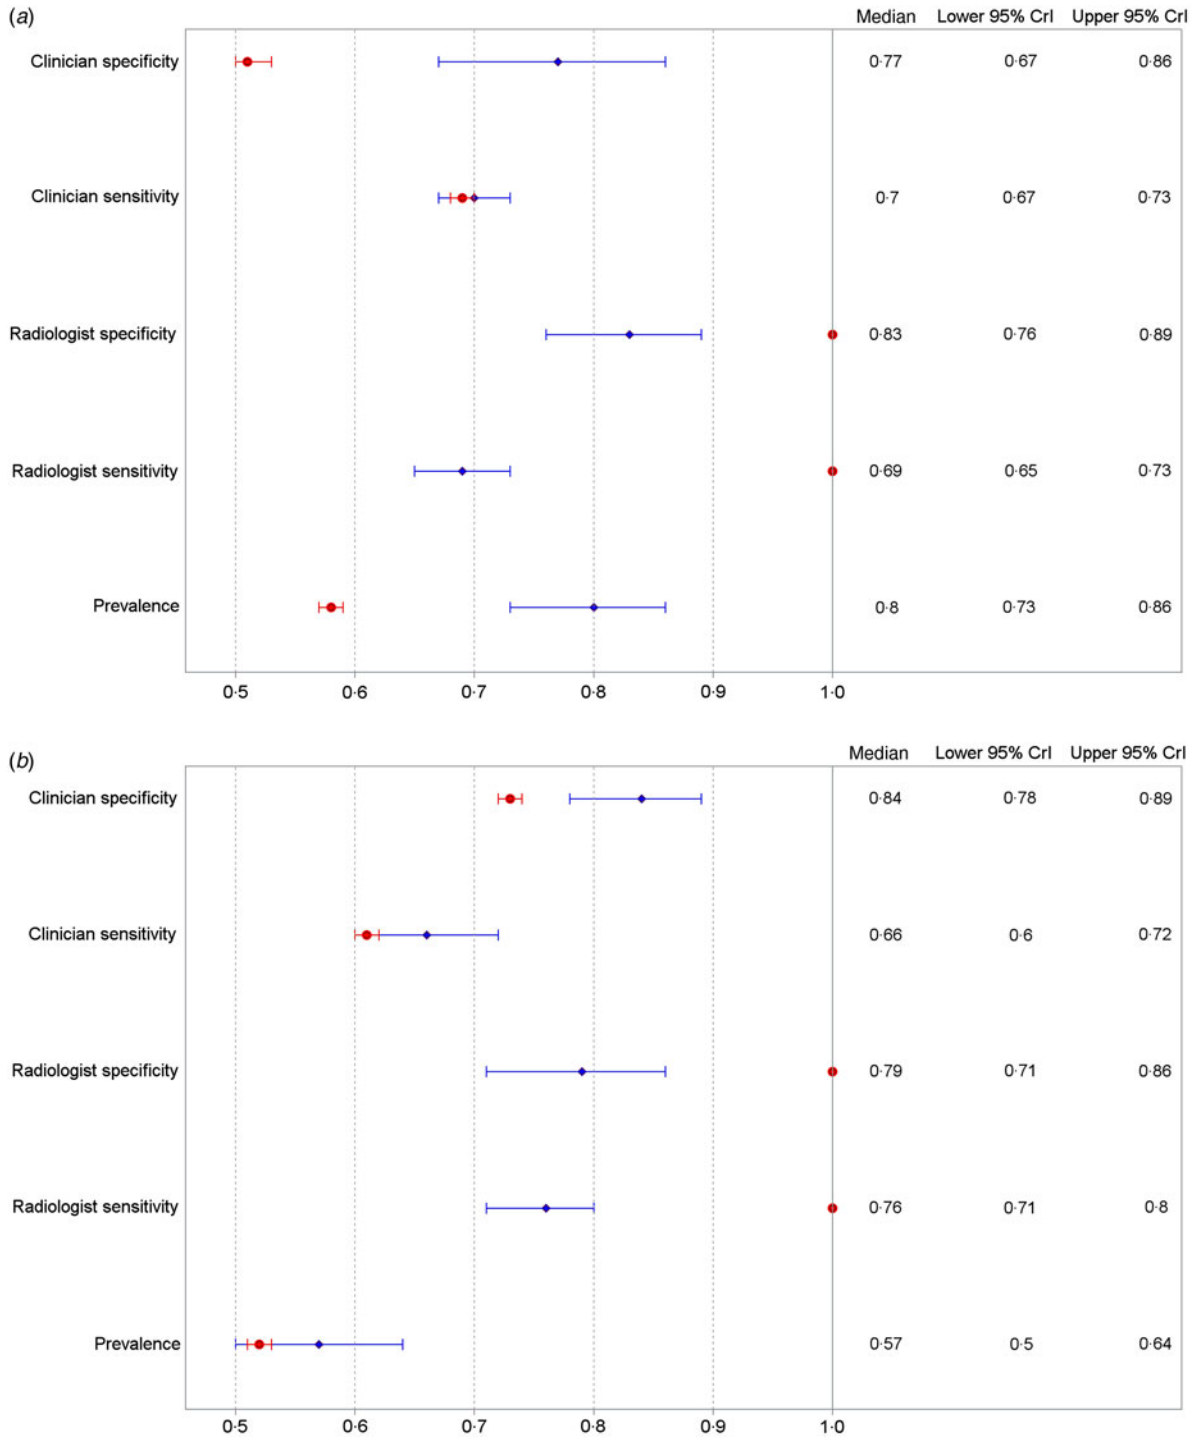 (a)
Median Lower 95% CrI Upper 95% CrI
Clinician specificity 0·77 0·67 0·86
Clinician sensitivity 0·7 0·67 0·73
Radiologist specificity 0·83 0·76 0·89
Radiologist sensitivity 0·69 0·65 0·73
Prevalence 0·8 0·73 0·86
0·5 0·6 0·7 0·8 0·9 1·0
(b)
Median Lower 95% CrI Upper 95% CrI
Clinician specificity 0·84 0·78 0·89
Clinician sensitivity 0·66 0·6 0·72
Radiologist specificity 0·79 0·71 0·86
Radiologist sensitivity 0·76 0·71 0·8
Prevalence 0·57 0·5 0·64
0·5 0·6 0·7 0·8 0·9 1·0